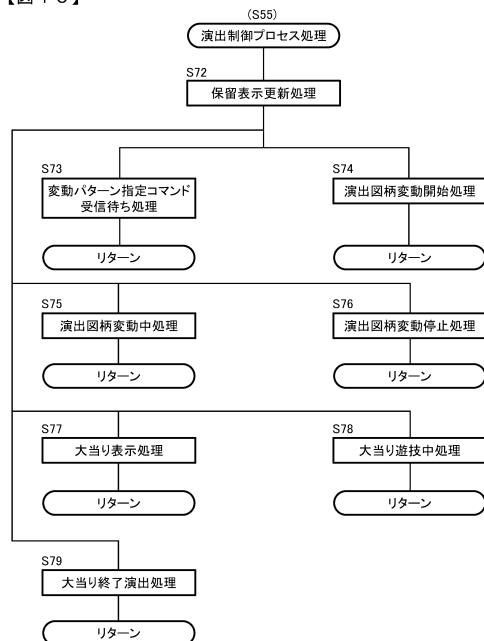 (S55)
演出制御プロセス処理
S72
保留表示更新処理
S73
変動パターン指定コマンド
受信待ち処理
リターン
S74
演出図柄変動開始処理
リターン
S75
演出図柄変動中処理
リターン
S76
演出図柄変動停止処理
リターン
S77
大当り表示処理
リターン
S78
大当り遊技中処理
リターン
S79
大当り終了演出処理
リターン